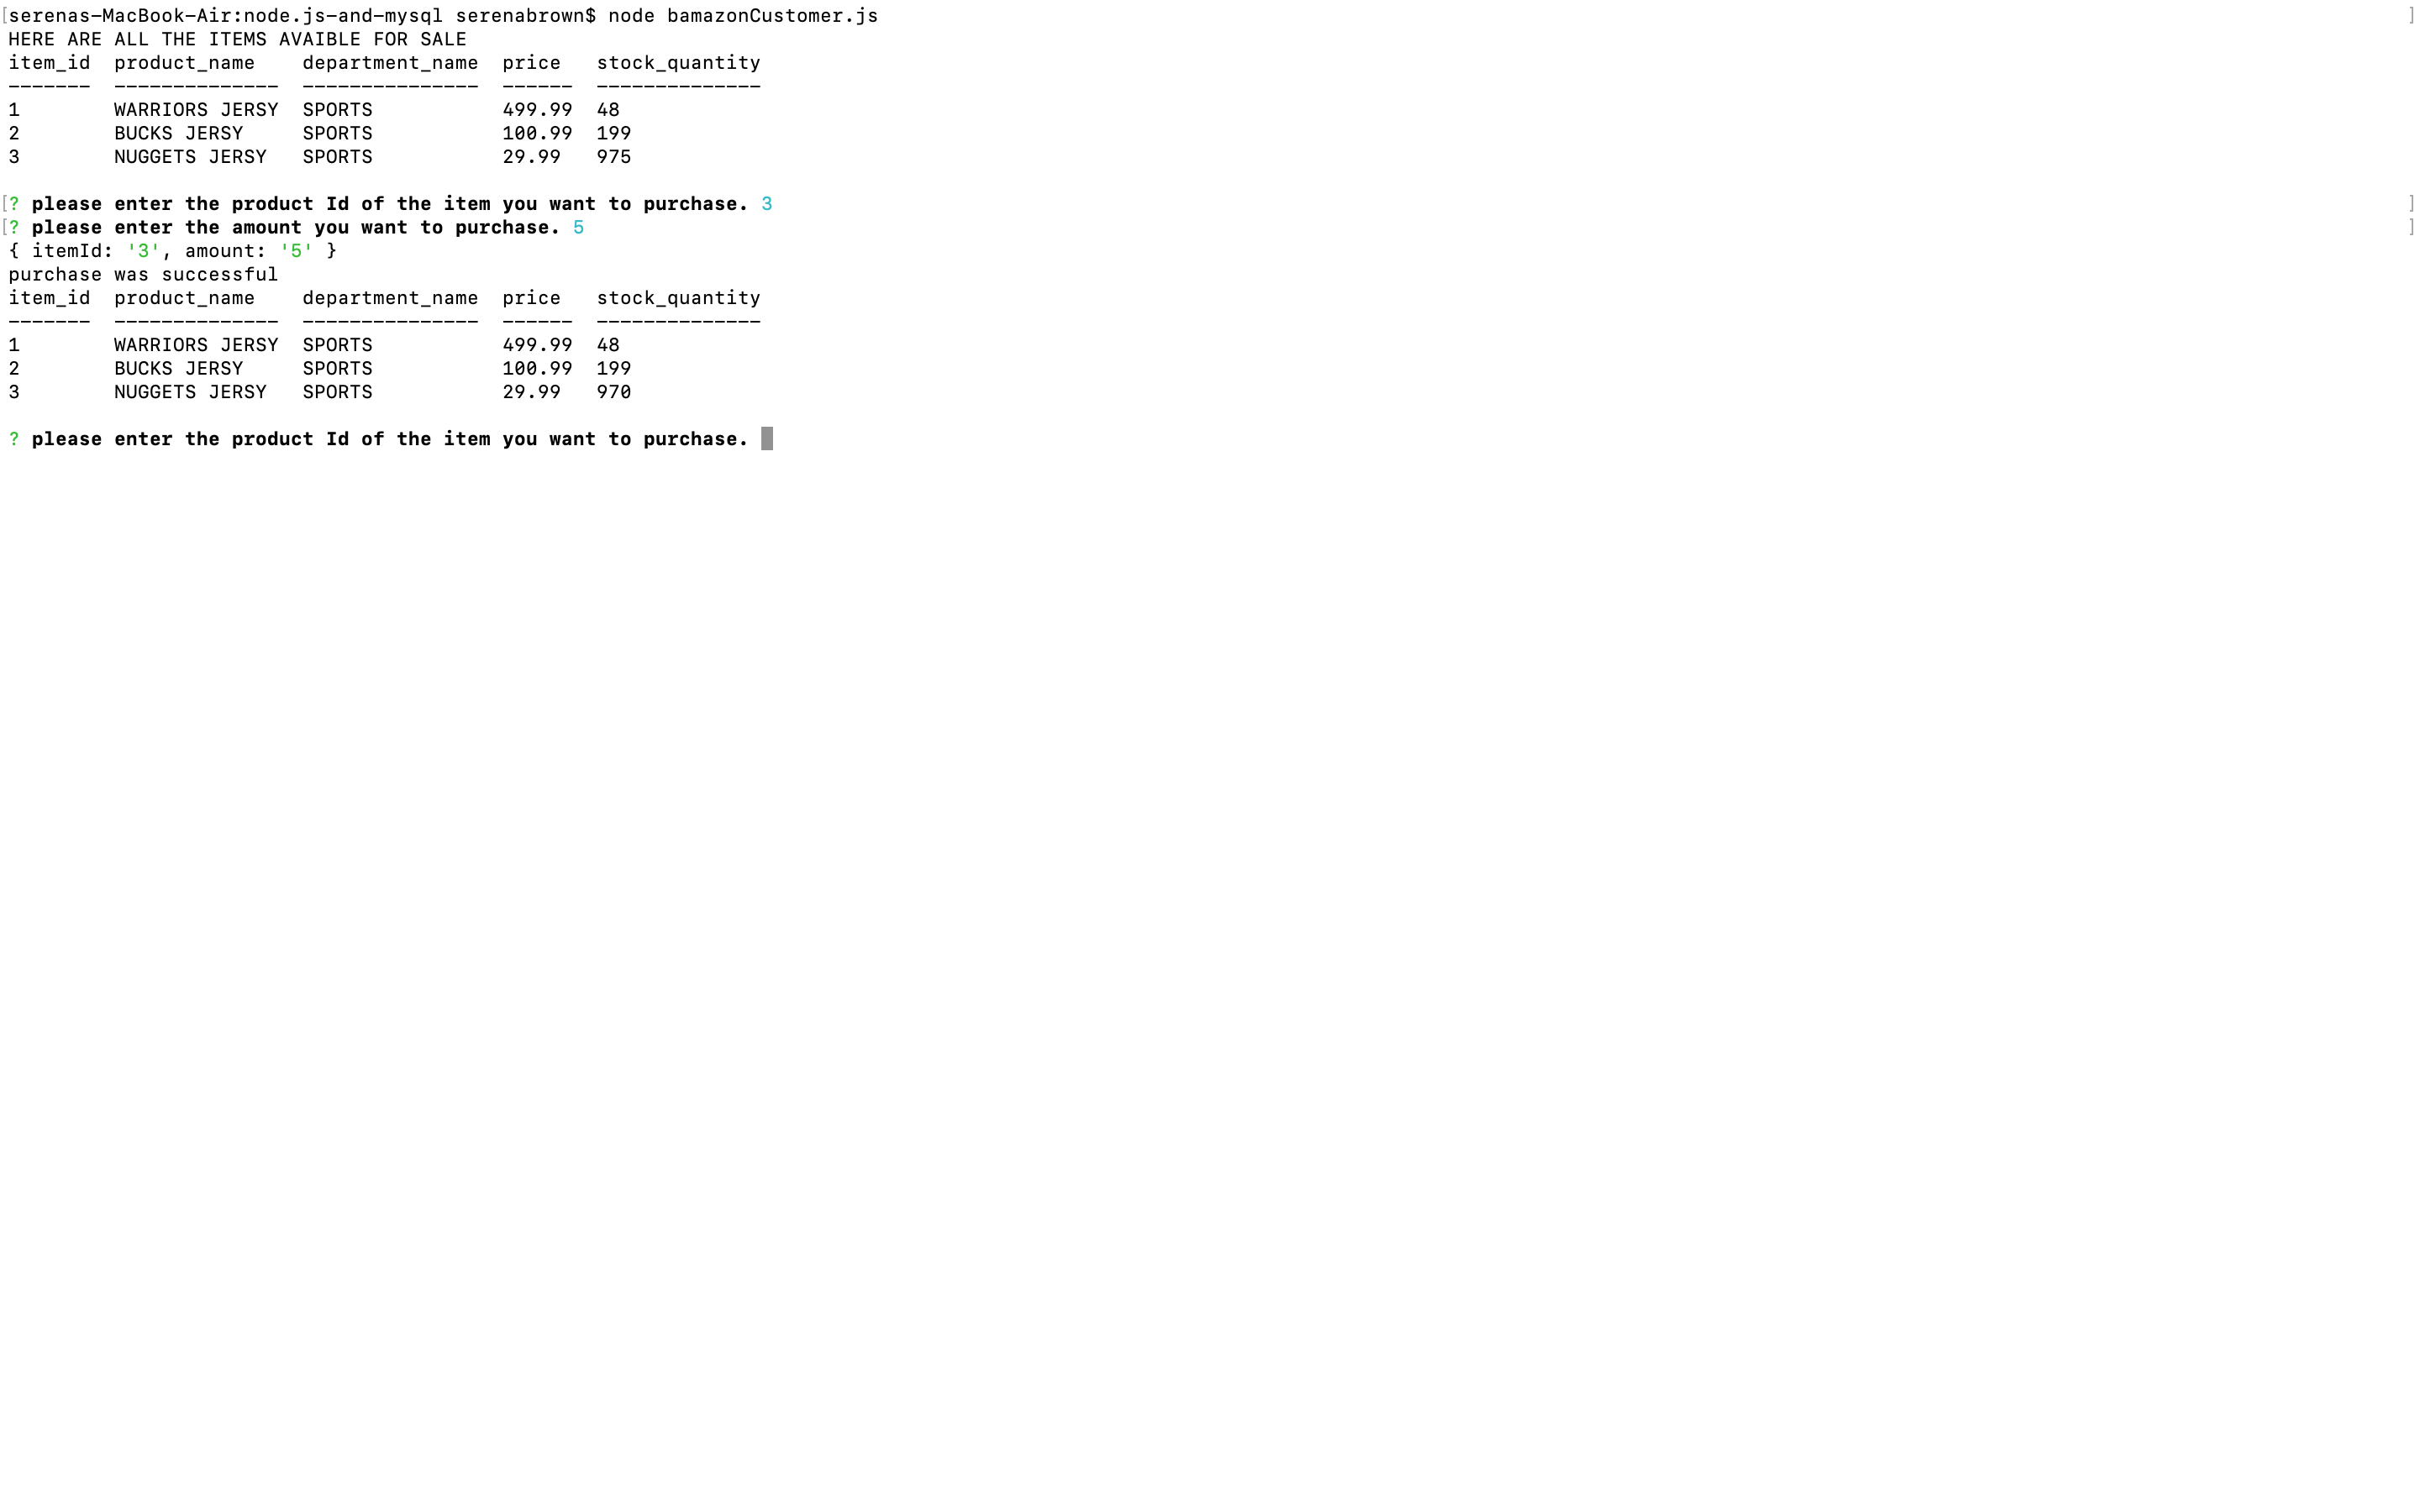 [serenas-MacBook-Air:node.js-and-mysql serenabrown$ node bamazonCustomer.js ]
HERE ARE ALL THE ITEMS AVAIBLE FOR SALE
item_id  product_name    department_name  price   stock_quantity
-------  --------------  ---------------  ------  --------------
1        WARRIORS JERSY  SPORTS           499.99  48
2        BUCKS JERSY     SPORTS           100.99  199
3        NUGGETS JERSY   SPORTS           29.99   975
[? please enter the product Id of the item you want to purchase. 3 ]
[? please enter the amount you want to purchase. 5 ]
{ itemId: '3', amount: '5' }
purchase was successful
item_id  product_name    department_name  price   stock_quantity
-------  --------------  ---------------  ------  --------------
1        WARRIORS JERSY  SPORTS           499.99  48
2        BUCKS JERSY     SPORTS           100.99  199
3        NUGGETS JERSY   SPORTS           29.99   970
? please enter the product Id of the item you want to purchase.